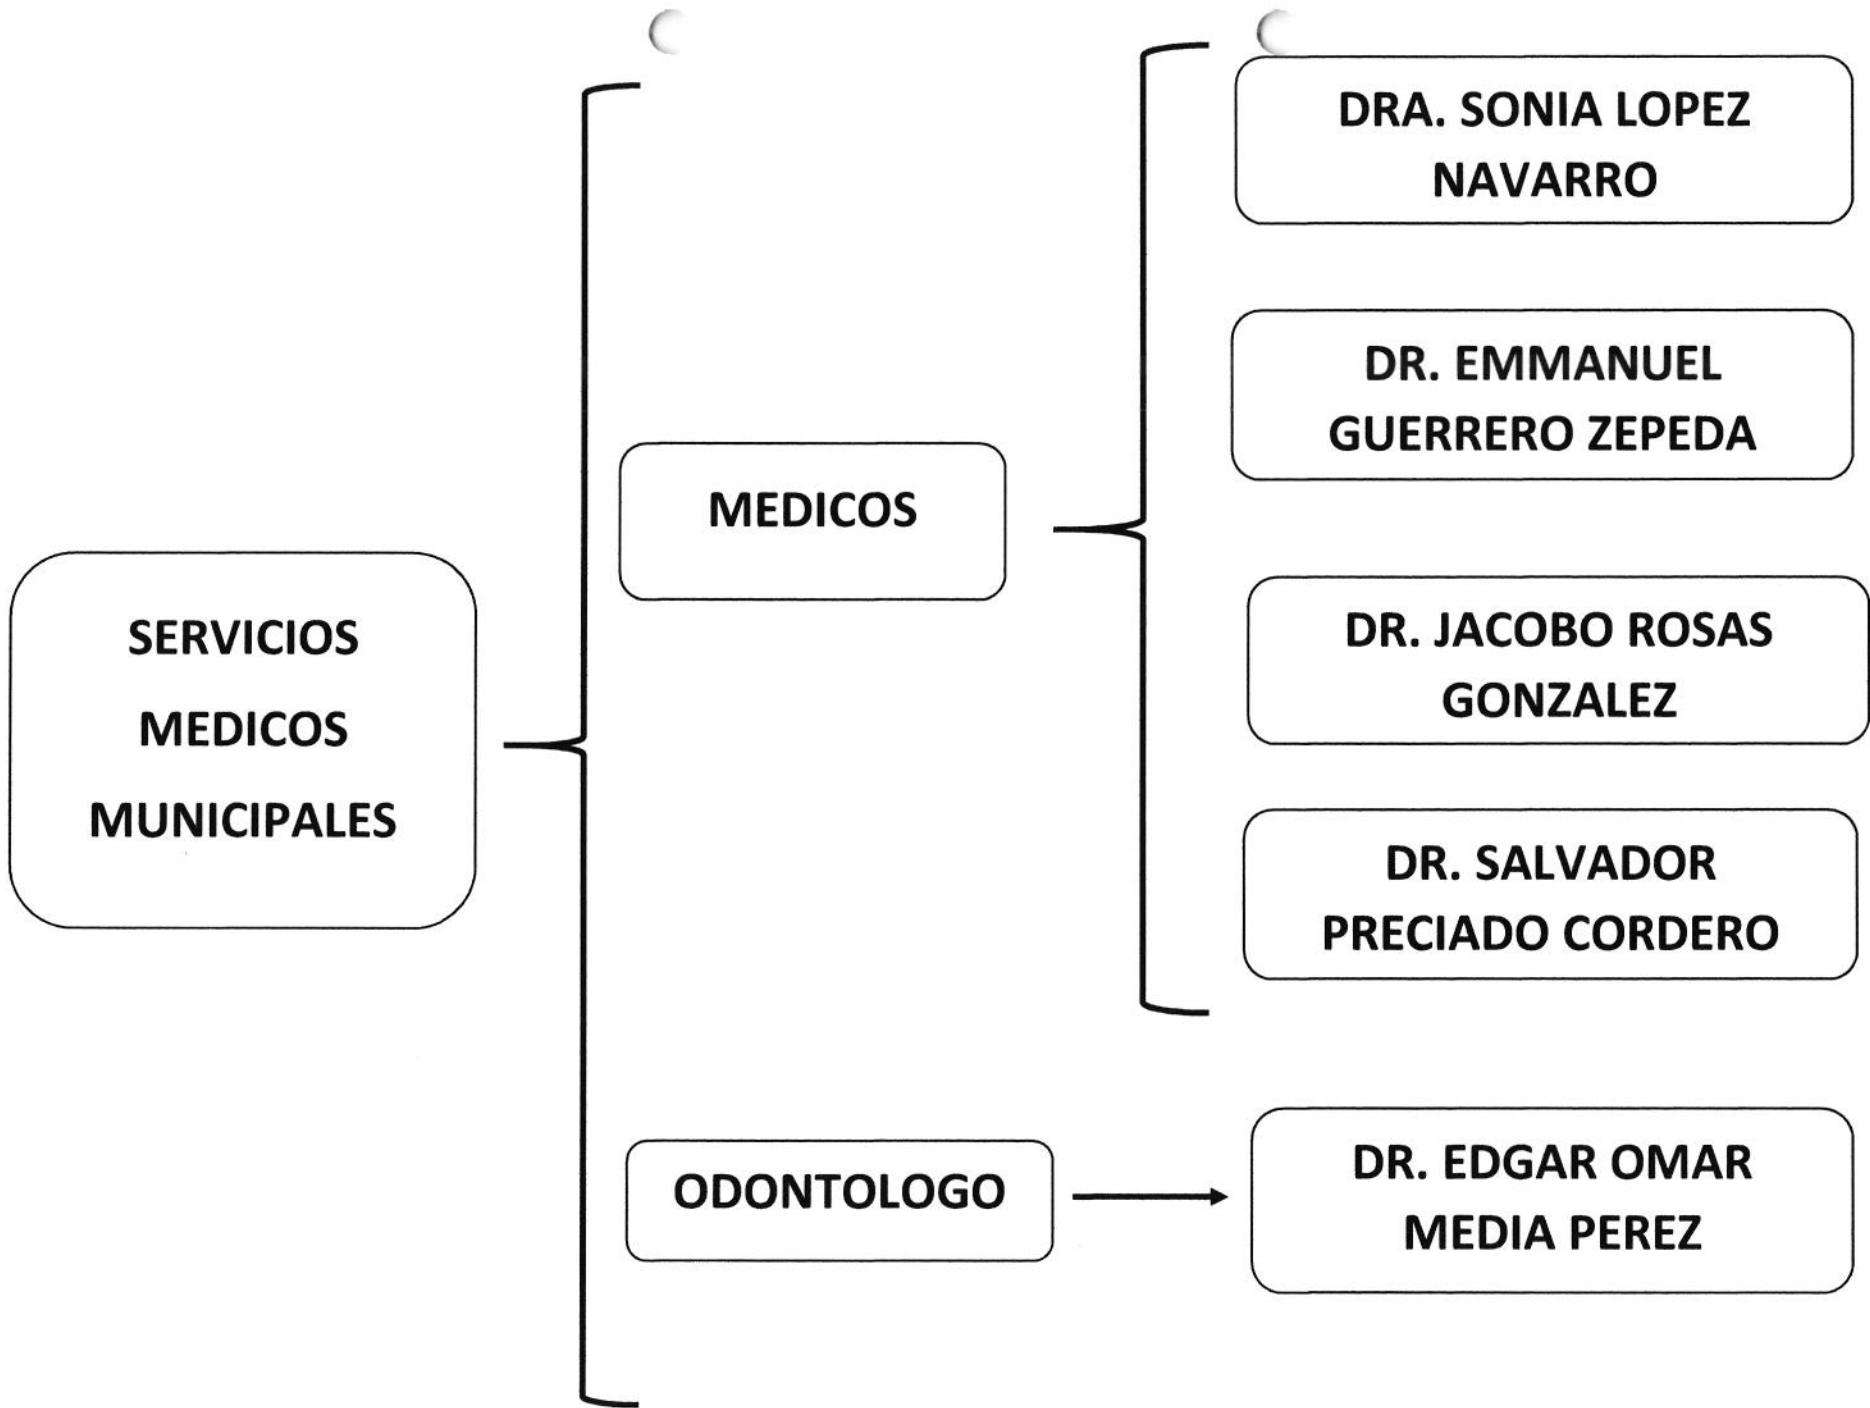 SERVICIOS
MEDICOS
MUNICIPALES
MEDICOS
DRA. SONIA LOPEZ
NAVARRO
DR. EMMANUEL
GUERRERO ZEPEDA
DR. JACOBO ROSAS
GONZALEZ
DR. SALVADOR
PRECIADO CORDERO
ODONTOLOGO
DR. EDGAR OMAR
MEDIA PEREZ